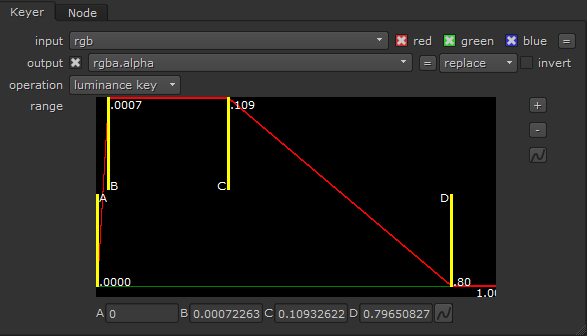 Keyer Node
input rgb red green blue =
output rgba.alpha = replace invert
operation luminance key
range .0007 .109 +
-
B C
A D
.0000 .80
1.00
A 0 B 0.00072263 C 0.10932622 D 0.79650827